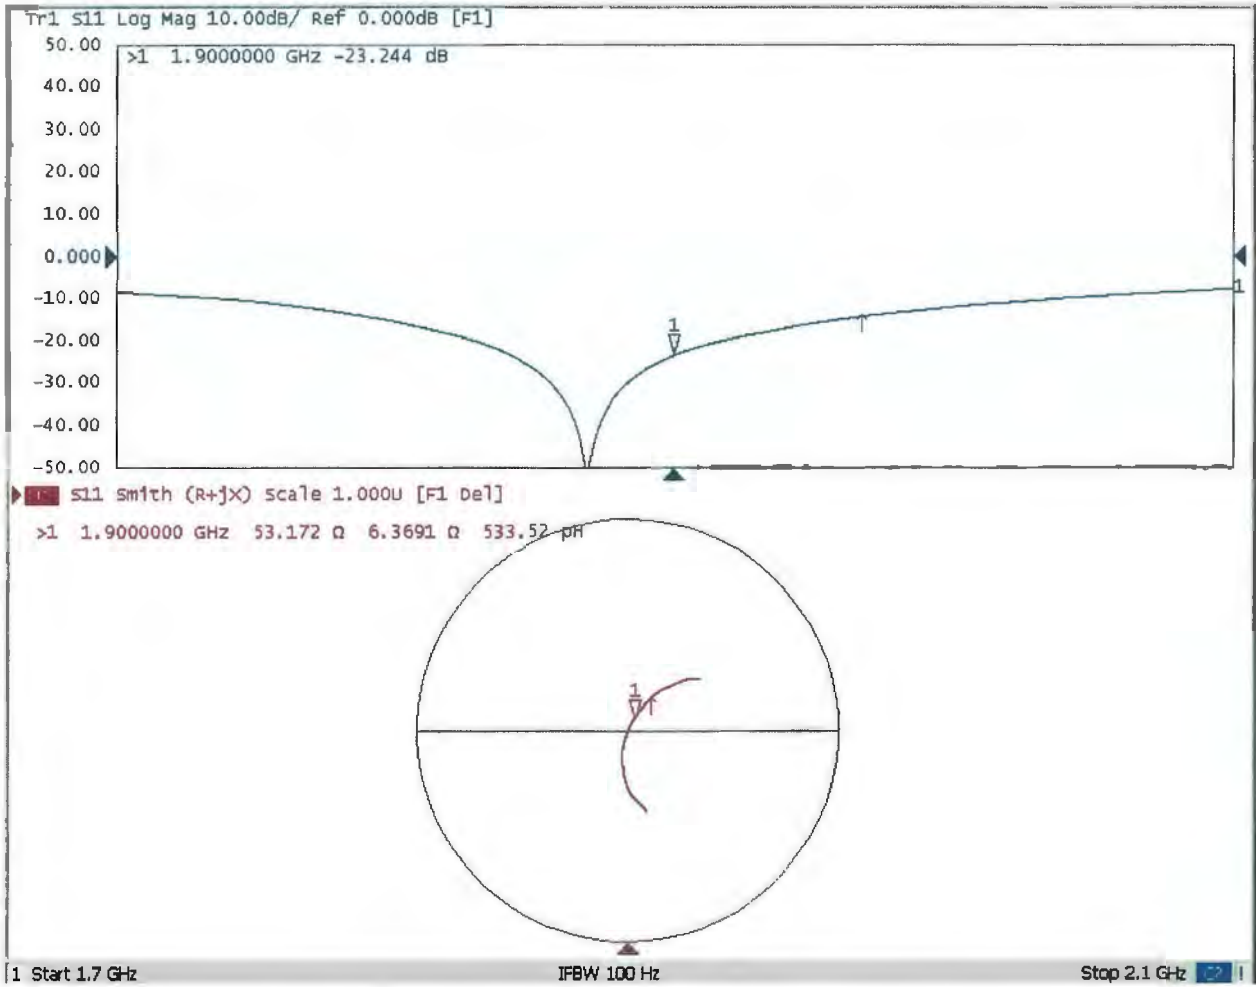 Tr1 S11 Log Mag 10.00dB/ Ref 0.000dB [F1]
50.00
>1 1.9000000 GHz -23.244 dB
40.00
30.00
20.00
10.00
0.000
-10.00
1
1
-20.00
-30.00
-40.00
-50.00
S11 Smith (R+jX) Scale 1.000U [F1 Del]
>1 1.9000000 GHz 53.172 Ω 6.3691 Ω 533.52 pH
1
1 Start 1.7 GHz IFBW 100 Hz Stop 2.1 GHz C?